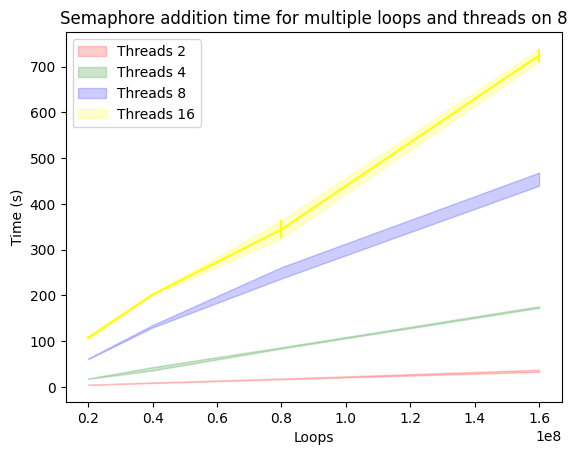 Semaphore addition time for multiple loops and threads on 8
Threads 2
Threads 4
Threads 8
Threads 16
Time (s)
700
600
500
400
300
200
100
0
0.2 0.4 0.6 0.8 1.0 1.2 1.4 1.6
1e8
Loops